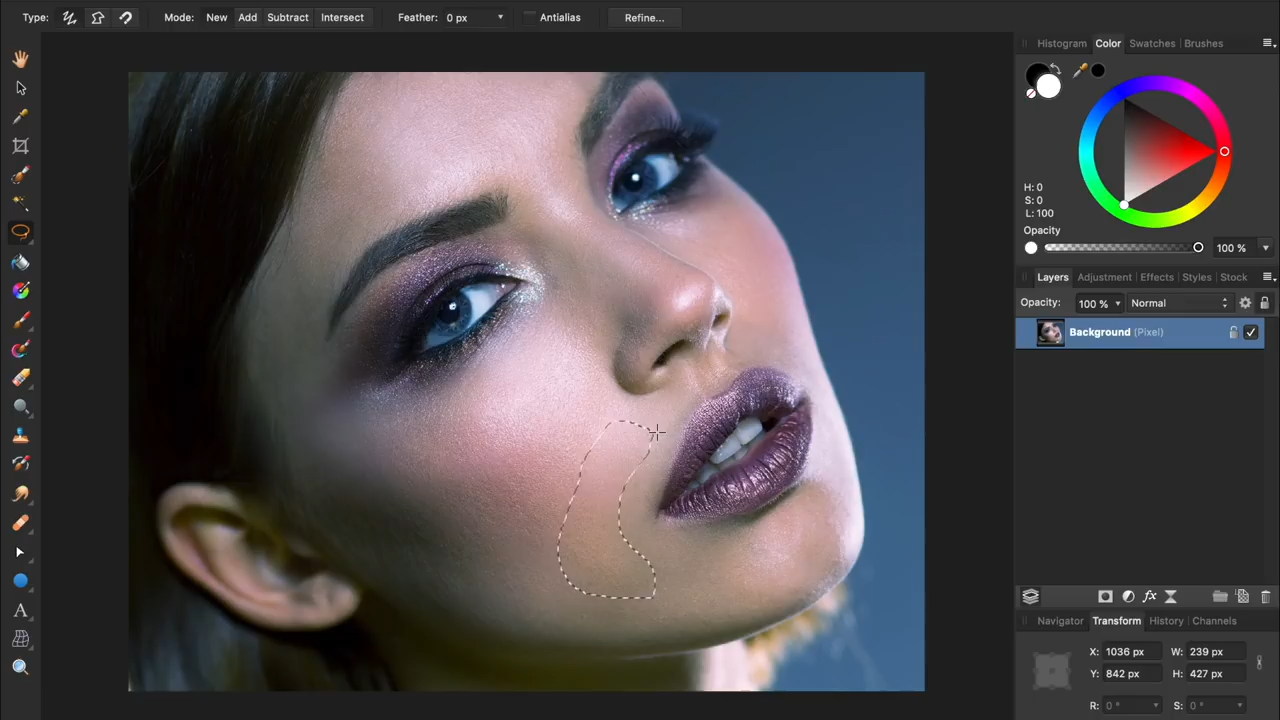 Type: Mode: New Add Subtract Intersect Feather: 0 px Antialias Refine...
Histogram Color Swatches Brushes
H: 0
S: 0
L: 100
Opacity
100 %
Layers Adjustment Effects Styles Stock
Opacity: 100 % Normal
Background (Pixel)
fx
Navigator Transform History Channels
X: 1036 px W: 239 px
Y: 842 px H: 427 px
R: 0 ° S: 0 °
A